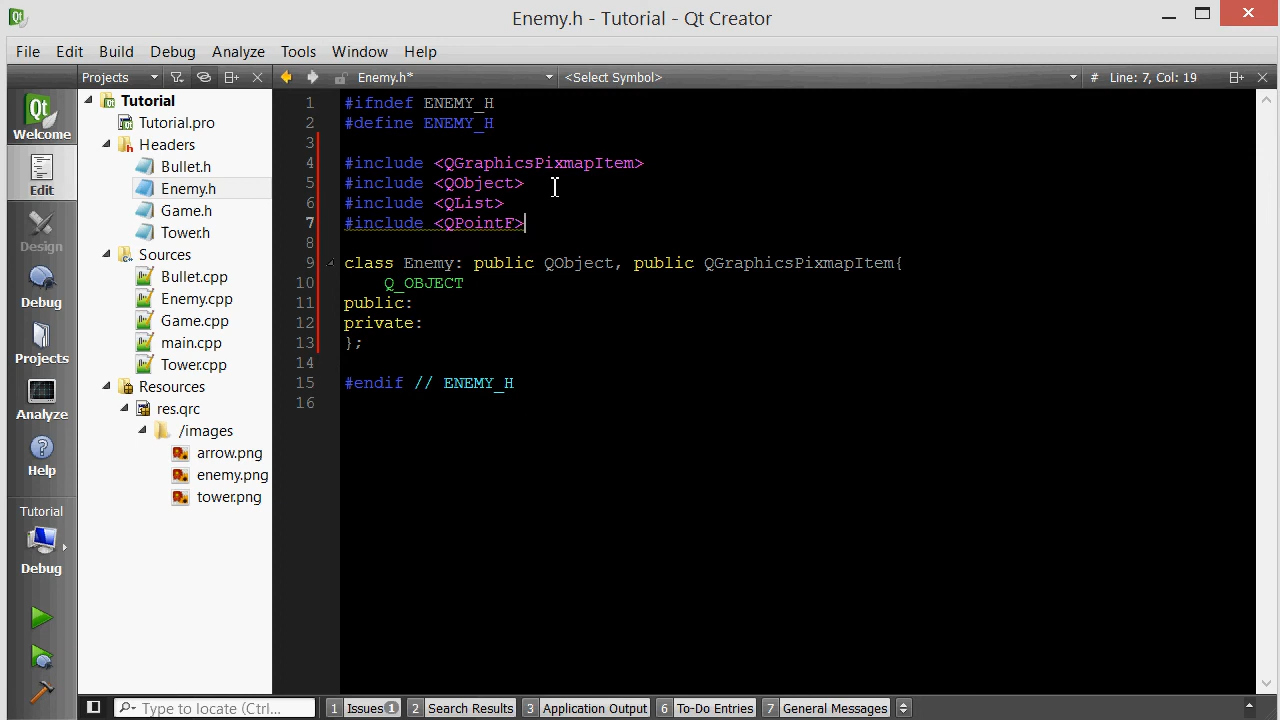 Enemy.h - Tutorial - Qt Creator
File Edit Build Debug Analyze Tools Window Help
Projects
Enemy.h*
<Select Symbol>
# Line: 7, Col: 19
Qt
Welcome
Edit
Design
Debug
Projects
Analyze
Help
Tutorial
Debug
Tutorial
Tutorial.pro
Headers
Bullet.h
Enemy.h
Game.h
Tower.h
Sources
Bullet.cpp
Enemy.cpp
Game.cpp
main.cpp
Tower.cpp
Resources
res.qrc
/images
arrow.png
enemy.png
tower.png
1 #ifndef ENEMY_H
2 #define ENEMY_H
3
4 #include <QGraphicsPixmapItem>
5 #include <QObject>
6 #include <QList>
7 #include <QPointF>
8
9 class Enemy: public QObject, public QGraphicsPixmapItem{
10 Q_OBJECT
11 public:
12 private:
13 };
14
15 #endif // ENEMY_H
16
Type to locate (Ctrl...
1 Issues 1 2 Search Results 3 Application Output 6 To-Do Entries 7 General Messages